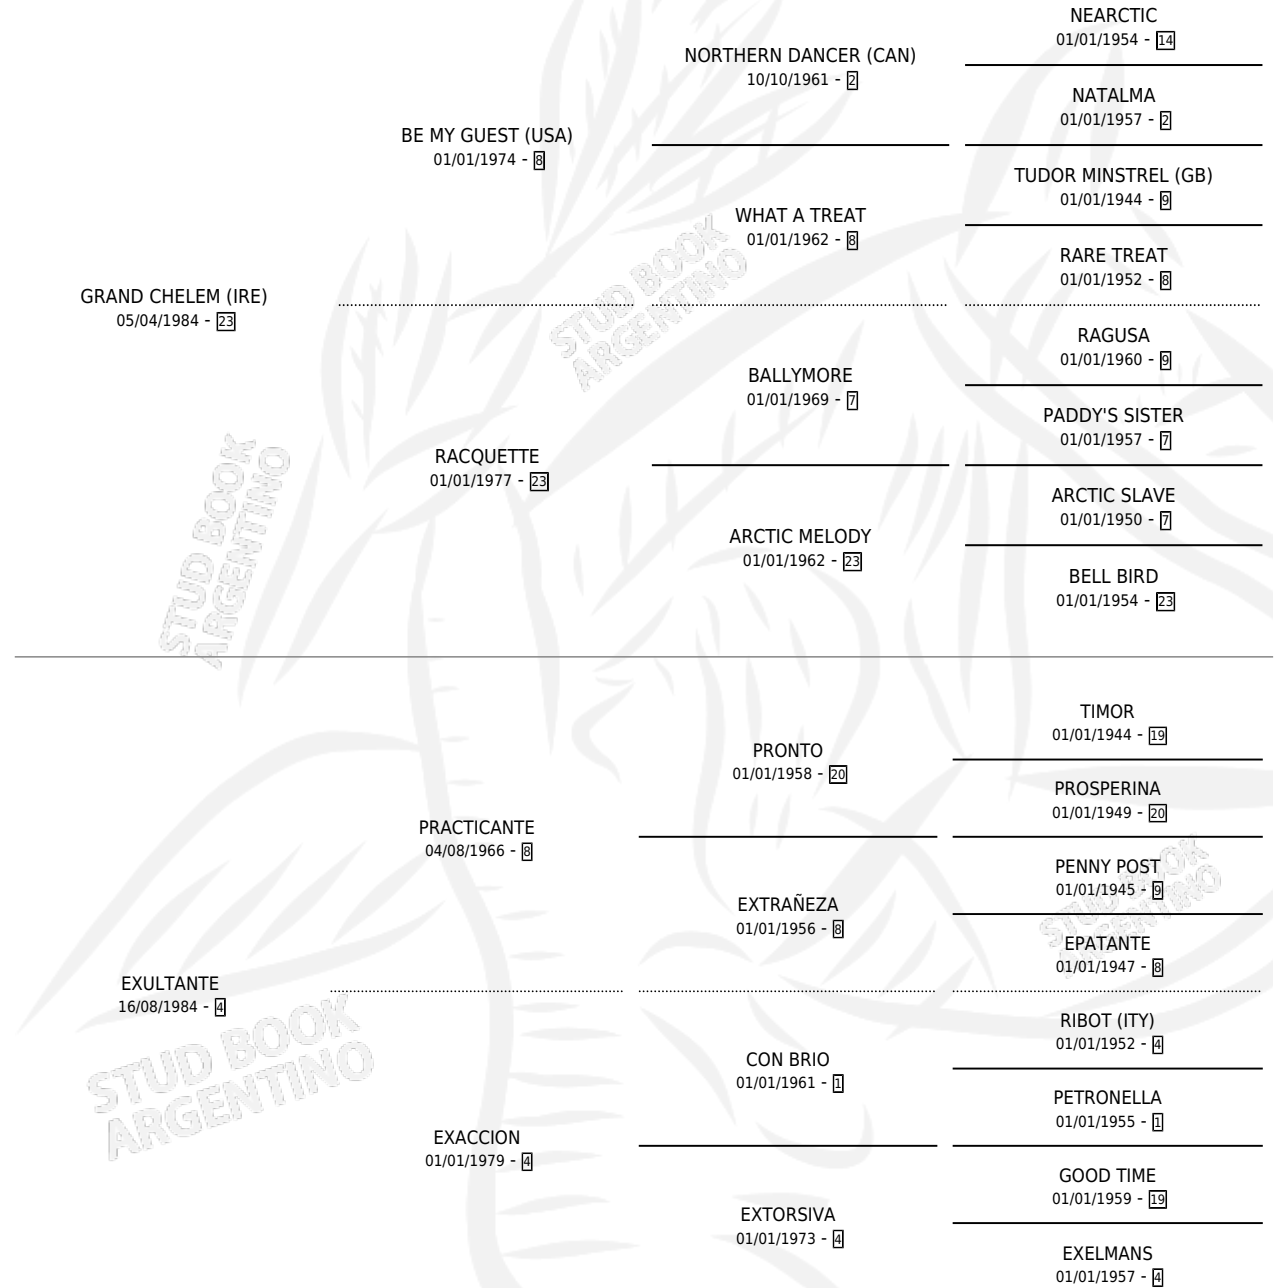 NEARCTIC
01/01/1954 - 14
NORTHERN DANCER (CAN)
10/10/1961 - 2
NATALMA
01/01/1957 - 2
BE MY GUEST (USA)
01/01/1974 - 8
TUDOR MINSTREL (GB)
01/01/1944 - 9
WHAT A TREAT
01/01/1962 - 8
RARE TREAT
01/01/1952 - 8
GRAND CHELEM (IRE)
05/04/1984 - 23
RAGUSA
01/01/1960 - 9
BALLYMORE
01/01/1969 - 7
PADDY'S SISTER
01/01/1957 - 7
RACQUETTE
01/01/1977 - 23
ARCTIC SLAVE
01/01/1950 - 7
ARCTIC MELODY
01/01/1962 - 23
BELL BIRD
01/01/1954 - 23
TIMOR
01/01/1944 - 19
PRONTO
01/01/1958 - 20
PROSPERINA
01/01/1949 - 20
PRACTICANTE
04/08/1966 - 8
PENNY POST
01/01/1945 - 9
EXTRAÑEZA
01/01/1956 - 8
EPATANTE
01/01/1947 - 8
EXULTANTE
16/08/1984 - 4
RIBOT (ITY)
01/01/1952 - 4
CON BRIO
01/01/1961 - 1
PETRONELLA
01/01/1955 - 1
EXACCION
01/01/1979 - 4
GOOD TIME
01/01/1959 - 19
EXTORSIVA
01/01/1973 - 4
EXELMANS
01/01/1957 - 4
STUD BOOK
ARGENTINO
STUD BOOK
ARGENTINO
STUD BOOK
ARGENTINO
STUD BOOK
ARGENTINO